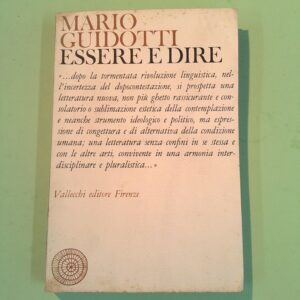 MARIO
GUIDOTTI
ESSERE E DIRE
«...dopo la tormentata rivoluzione linguistica, nel-
l'incertezza del dopocontestazione, si prospetta una
letteratura nuova, non più ghetto rassicurante e con-
solatorio o sublimazione estetica della contemplazione
e neanche strumento ideologico e politico, ma espres-
sione di congettura e di alternativa della condizione
umana; una letteratura senza confini in se stessa e
con le altre arti, convivente in una armonia inter-
disciplinare e pluralistica...»
Vallecchi editore Firenze